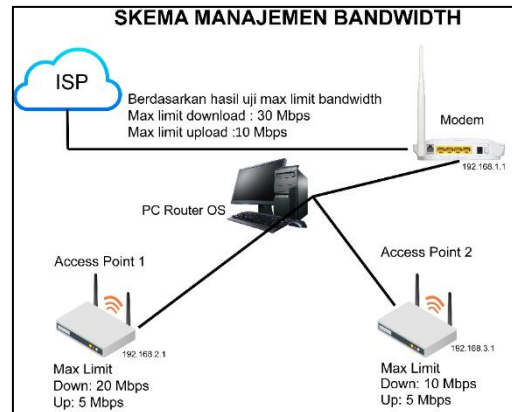 SKEMA MANAJEMEN BANDWIDTH
ISP
Berdasarkan hasil uji max limit bandwidth
Max limit download : 30 Mbps
Max limit upload :10 Mbps
Modem
192.168.1.1
PC Router OS
Access Point 1
192.168.2.1
Max Limit
Down: 20 Mbps
Up: 5 Mbps
Access Point 2
192.168.3.1
Max Limit
Down: 10 Mbps
Up: 5 Mbps